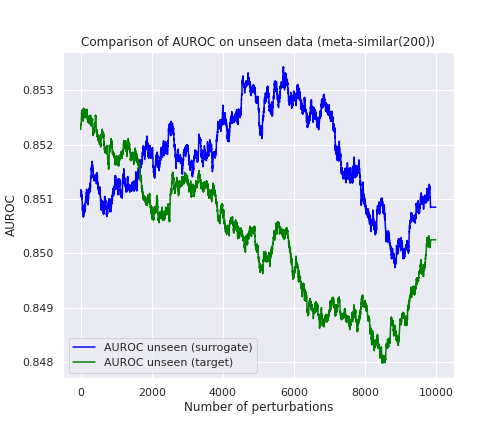 Comparison of AUROC on unseen data (meta-similar(200))
0.853
0.852
0.851
0.850
0.849
0.848
AUROC
AUROC unseen (surrogate)
AUROC unseen (target)
0 2000 4000 6000 8000 10000
Number of perturbations